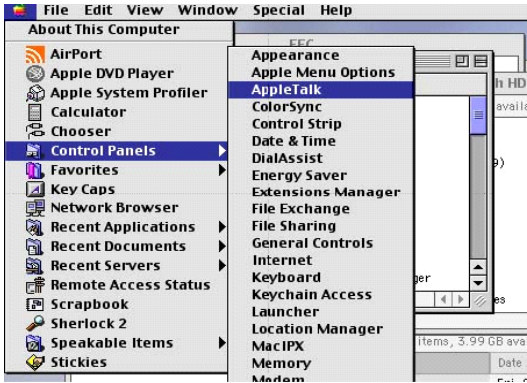 File Edit View Window Special Help
About This Computer
AirPort
Apple DVD Player
Apple System Profiler
Calculator
Chooser
Control Panels
Favorites
Key Caps
Network Browser
Recent Applications
Recent Documents
Recent Servers
Remote Access Status
Scrapbook
Sherlock 2
Speakable Items
Stickies
Appearance
Apple Menu Options
AppleTalk
ColorSync
Control Strip
Date & Time
DialAssist
Energy Saver
Extensions Manager
File Exchange
File Sharing
General Controls
Internet
Keyboard
Keychain Access
Launcher
Location Manager
MacIPX
Memory
Modem
h HD
availa
9)
ger
es
items, 3.99 GB ava
Date